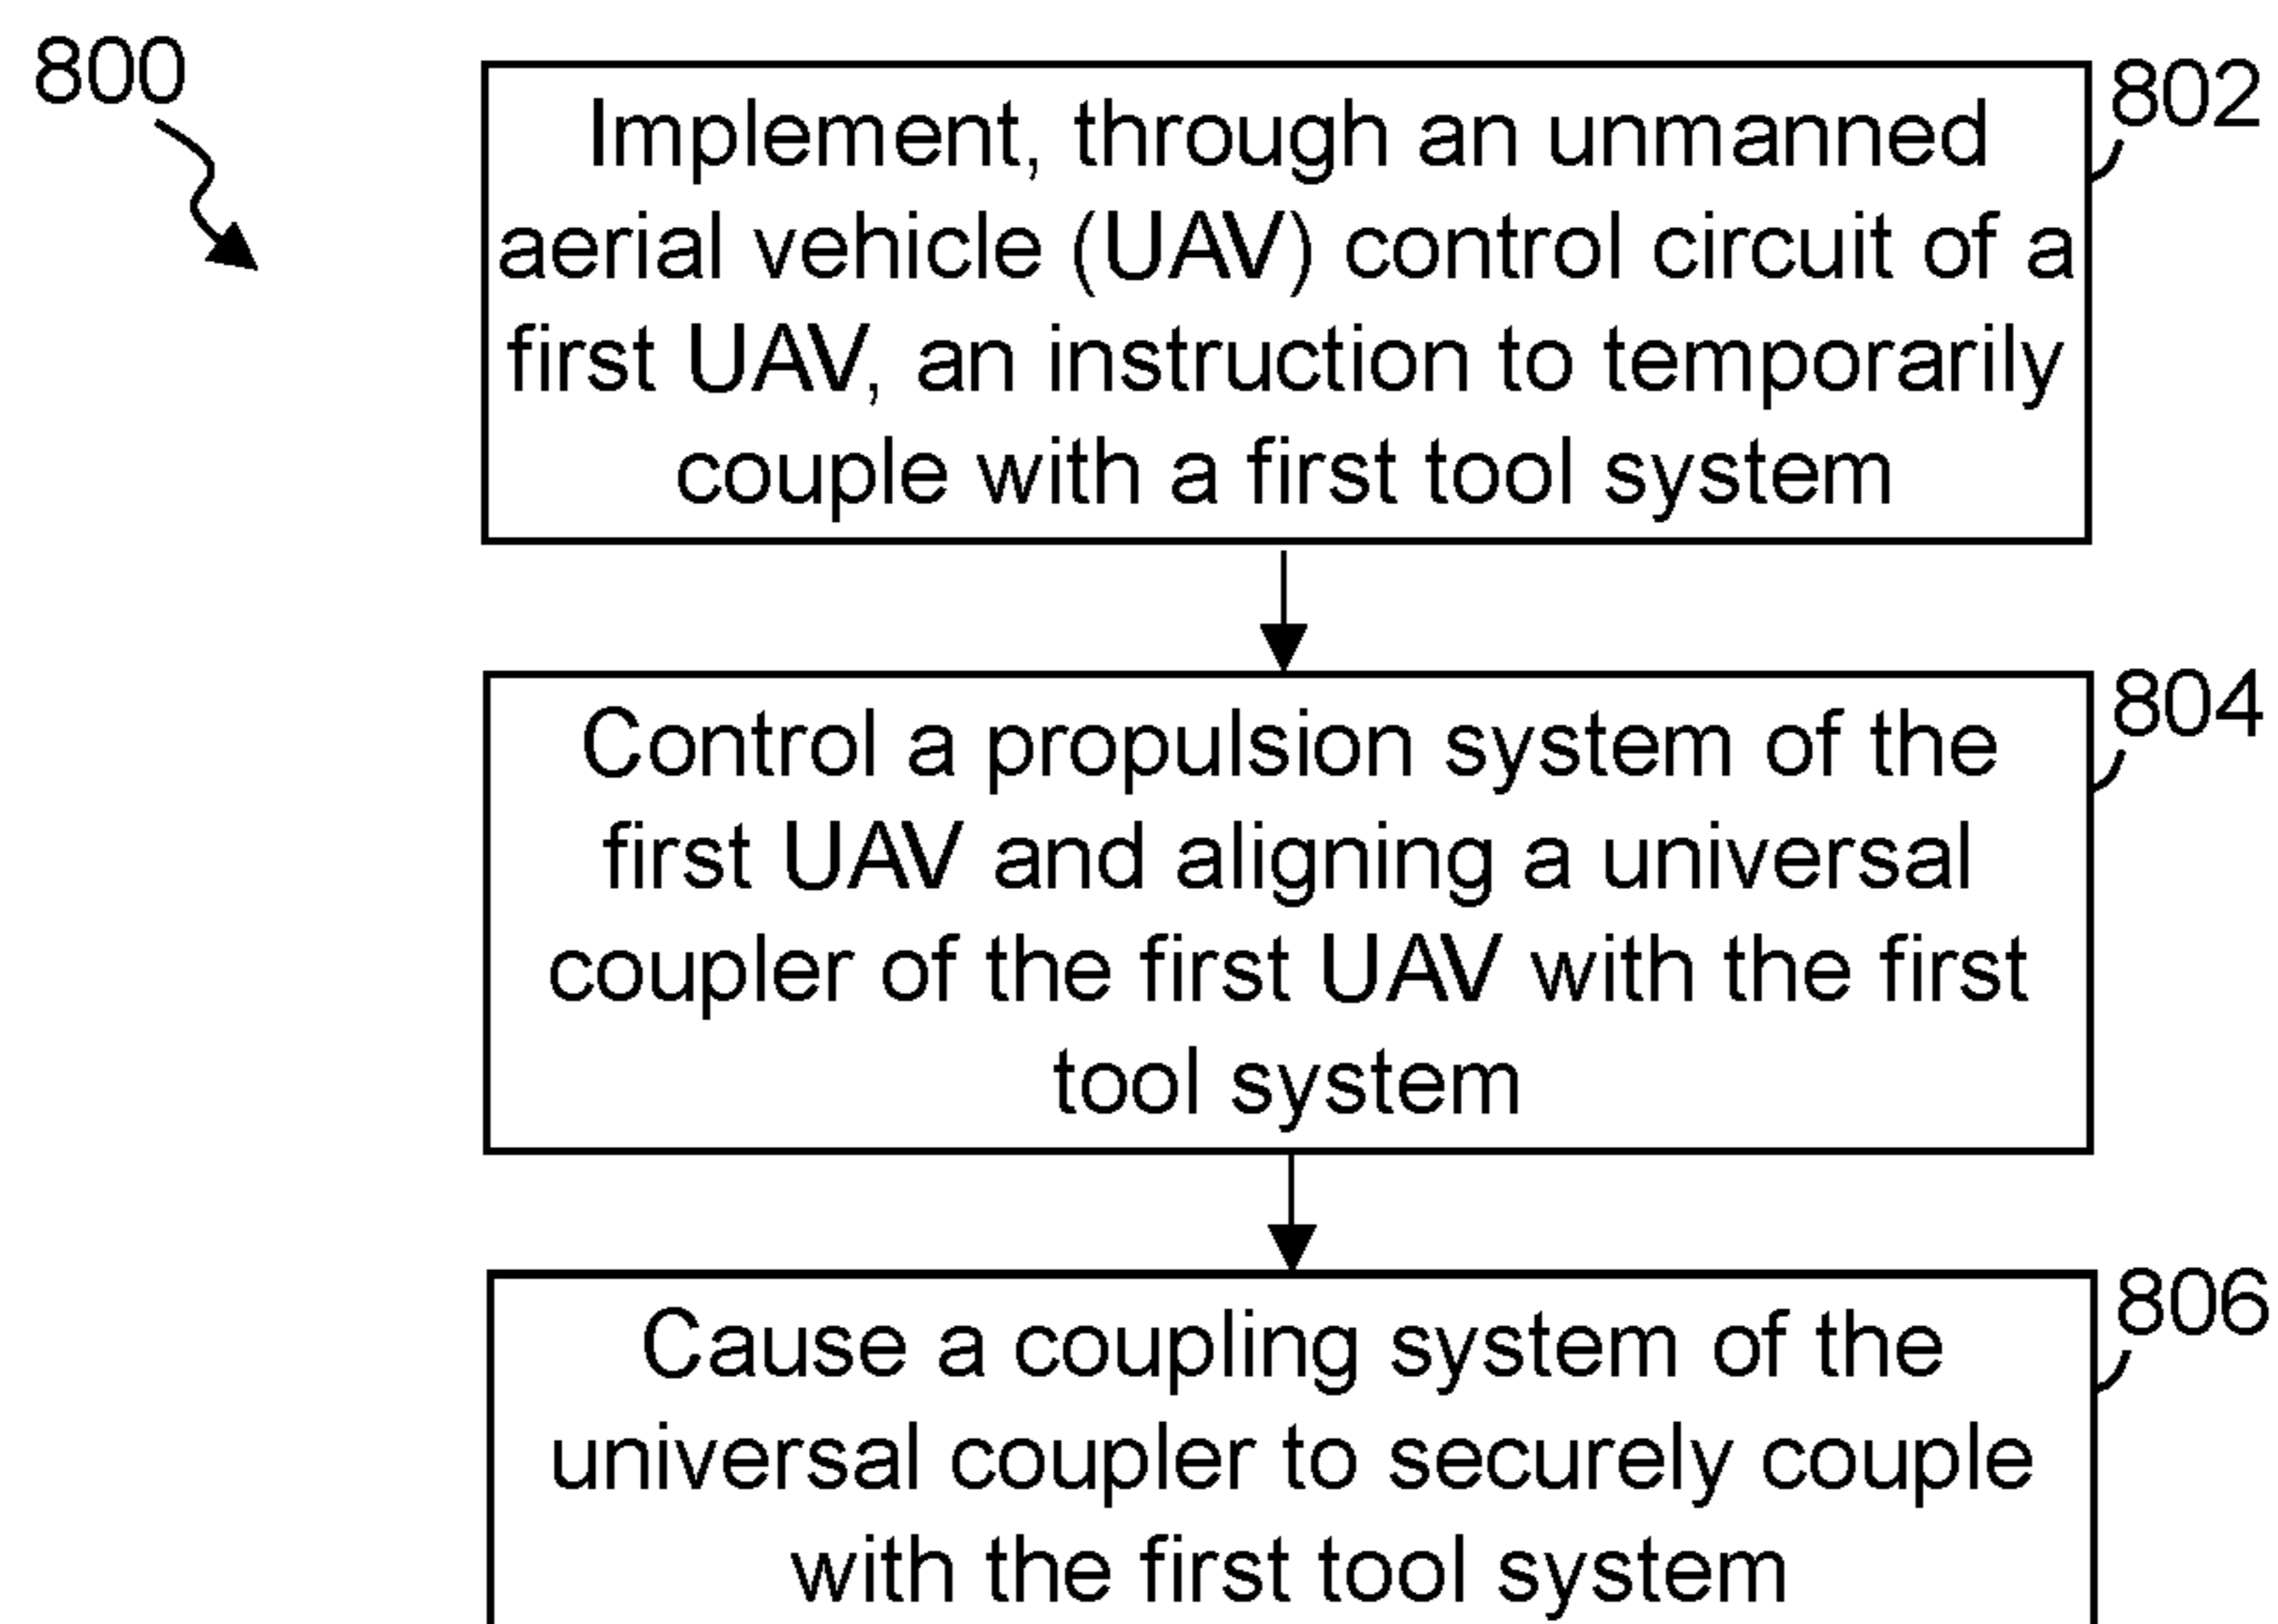 800
802
Implement, through an unmanned
aerial vehicle (UAV) control circuit of a
first UAV, an instruction to temporarily
couple with a first tool system
804
Control a propulsion system of the
first UAV and aligning a universal
coupler of the first UAV with the first
tool system
806
Cause a coupling system of the
universal coupler to securely couple
with the first tool system